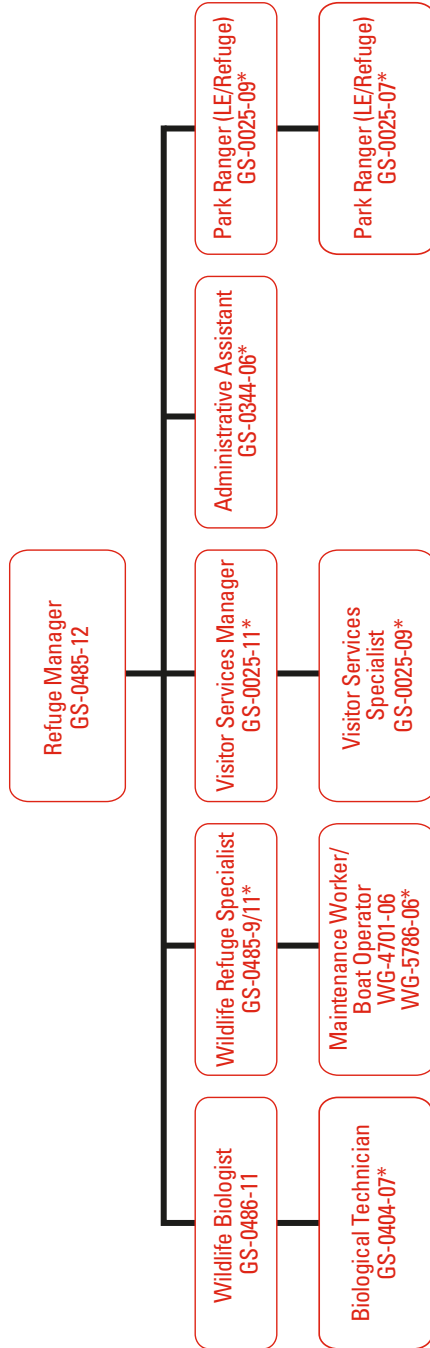 Refuge Manager
GS-0485-12
Wildlife Biologist
GS-0486-11
Wildlife Refuge Specialist
GS-0485-9/11*
Visitor Services Manager
GS-0025-11*
Administrative Assistant
GS-0344-06*
Park Ranger (LE/Refuge)
GS-0025-09*
Biological Technician
GS-0404-07*
Maintenance Worker/
Boat Operator
WG-4701-06
WG-5786-06*
Visitor Services
Specialist
GS-0025-09*
Park Ranger (LE/Refuge)
GS-0025-07*